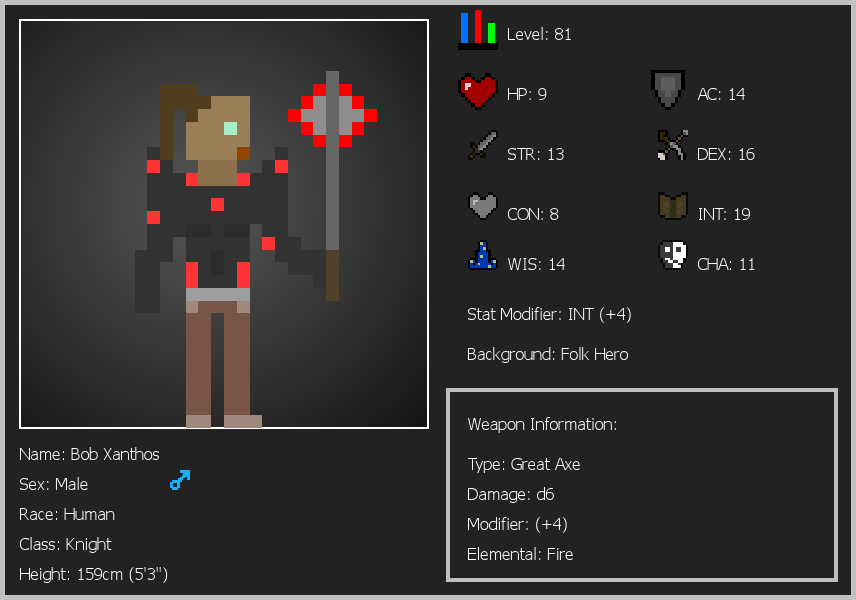 Level: 81
HP: 9
AC: 14
STR: 13
DEX: 16
CON: 8
INT: 19
WIS: 14
CHA: 11
Stat Modifier: INT (+4)
Background: Folk Hero
Weapon Information:
Type: Great Axe
Damage: d6
Modifier: (+4)
Elemental: Fire
Name: Bob Xanthos
Sex: Male
Race: Human
Class: Knight
Height: 159cm (5'3")